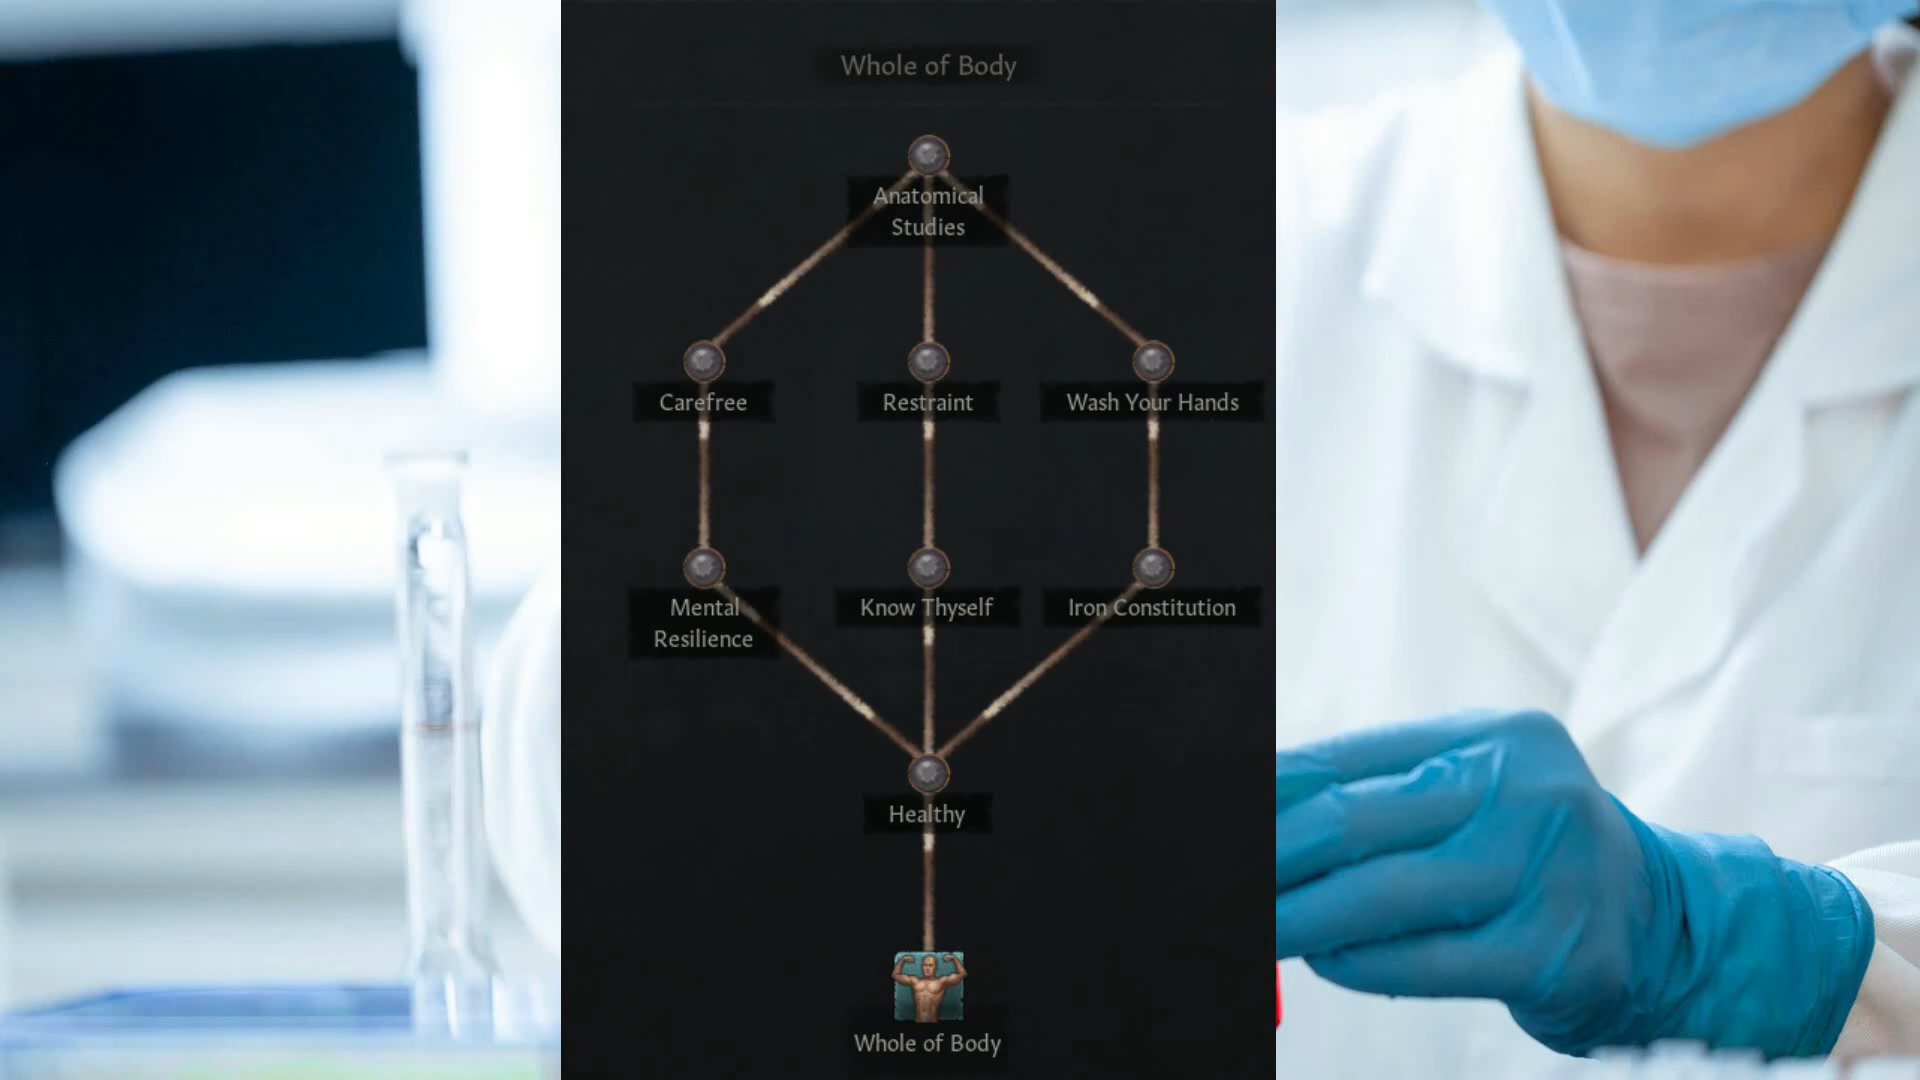 Whole of Body
Anatomical
Studies
Carefree
Restraint
Wash Your Hands
Mental
Resilience
Know Thyself
Iron Constitution
Healthy
Whole of Body